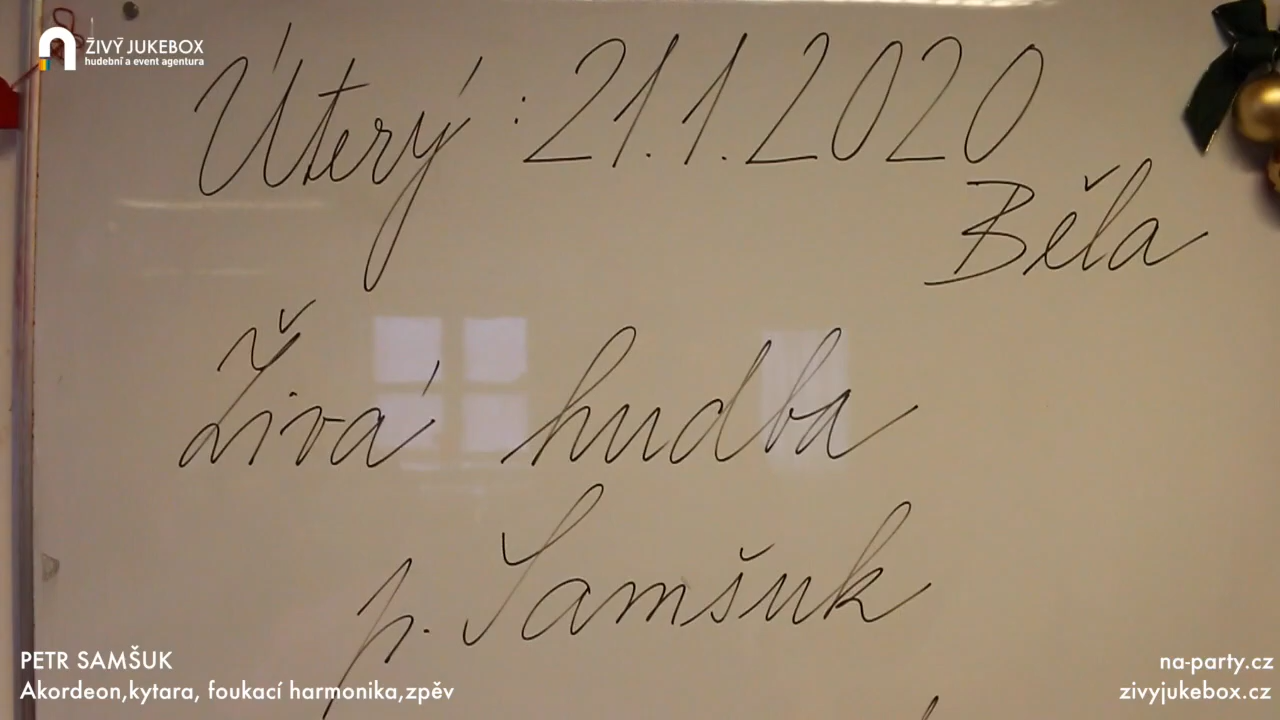 ŽIVÝ JUKEBOX
hudební a event agentura
Úterý: 21.1.2020
Běla
Živá hudba
p. Samšuk
PETR SAMŠUK
Akordeon,kytara, foukací harmonika,zpěv
na-party.cz
zivyjukebox.cz